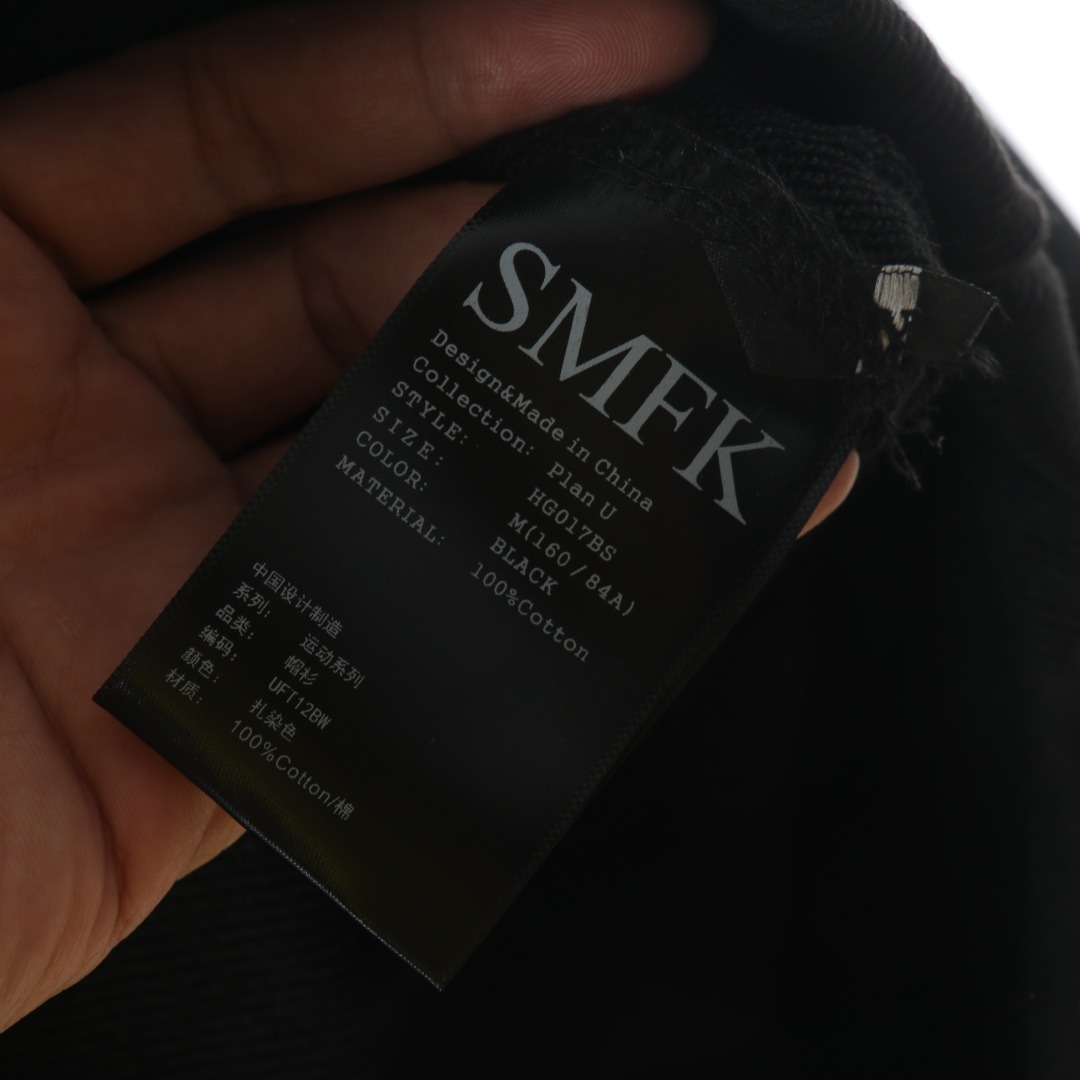 SMFK
Design&Made in China
Collection: Plan U
STYLE: HG017BS
SIZE: M(160/84A)
COLOR: BLACK
MATERIAL: 100%Cotton
中国设计制造
系列: 运动系列
品类: 帽衫
编码: UFT12BW
颜色: 扎染色
材质: 100%Cotton/棉